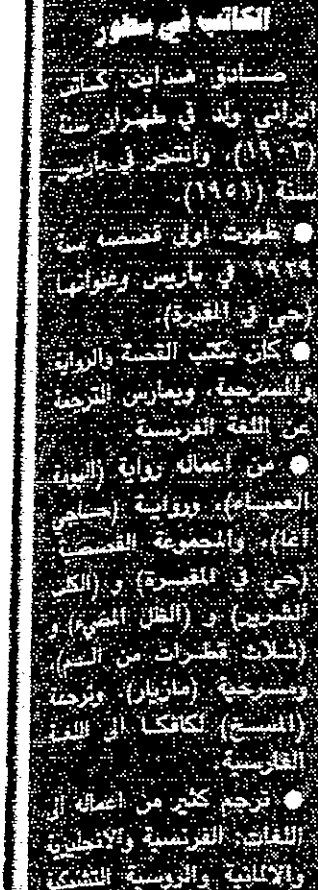 الكاتب في سطور
صادق هدايت كاتب
ايراني ولد في طهران سنة
(١٩٠٣)، وانتحر في باريس
سنة (١٩٥١).
● ظهرت أول قصصه سنة
١٩٢٩ في باريس وعنوانها
(حي في المقبرة).
● كان يكتب القصة والرواية
والمسرحية، ويمارس الترجمة
عن اللغة الفرنسية.
● من اعماله رواية (البومة
العمياء)، ورواية (حاجي
آغا)، والمجموعة القصصية
(حي في المقبرة) و (الكلب
الشريد) و (الظل المضيء) و
(ثلاث قطرات من الدم)
ومسرحية (مازيار)، وترجمة
(المسخ) لكافكا الى اللغة
الفارسية.
● ترجم كثير من اعماله الى
اللغات: الفرنسية والانجليزية
والالمانية والروسية